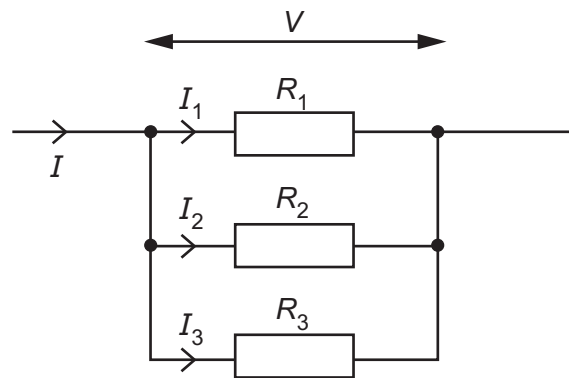 V
I₁ R₁
I
I₂ R₂
I₃ R₃